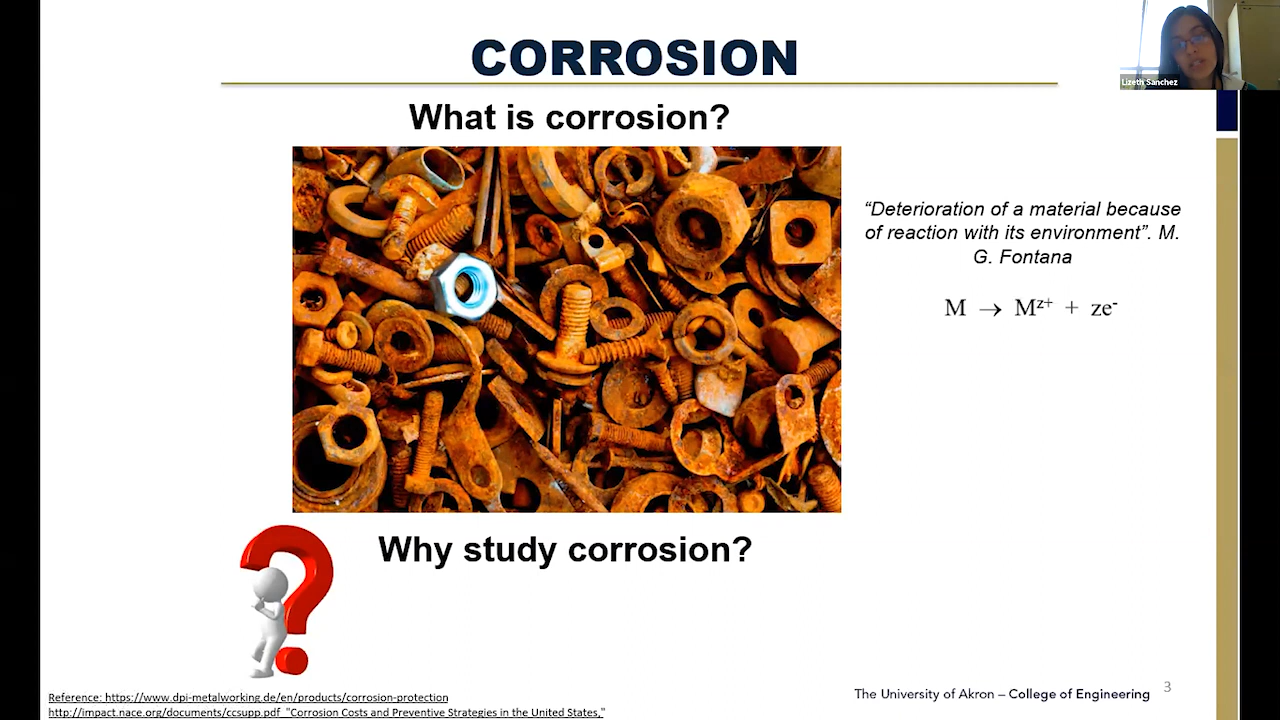 CORROSION
Lizeth Sanchez
What is corrosion?
“Deterioration of a material because
of reaction with its environment”. M.
G. Fontana
M → Mᶻ⁺ + ze⁻
Why study corrosion?
Reference: https://www.dpi-metalworking.de/en/products/corrosion-protection
http://impact.nace.org/documents/ccsupp.pdf "Corrosion Costs and Preventive Strategies in the United States,"
The University of Akron – College of Engineering
3